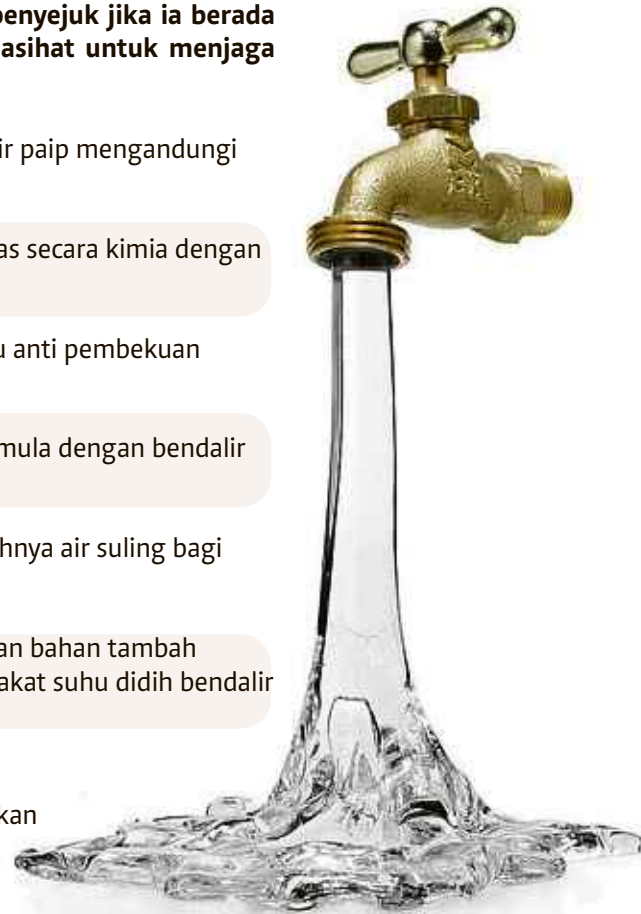 penyejuk jika ia berada
asihat untuk menjaga
ir paip mengandungi
as secara kimia dengan
u anti pembekuan
mula dengan bendalir
hnya air suling bagi
an bahan tambah
akat suhu didih bendalir
kan